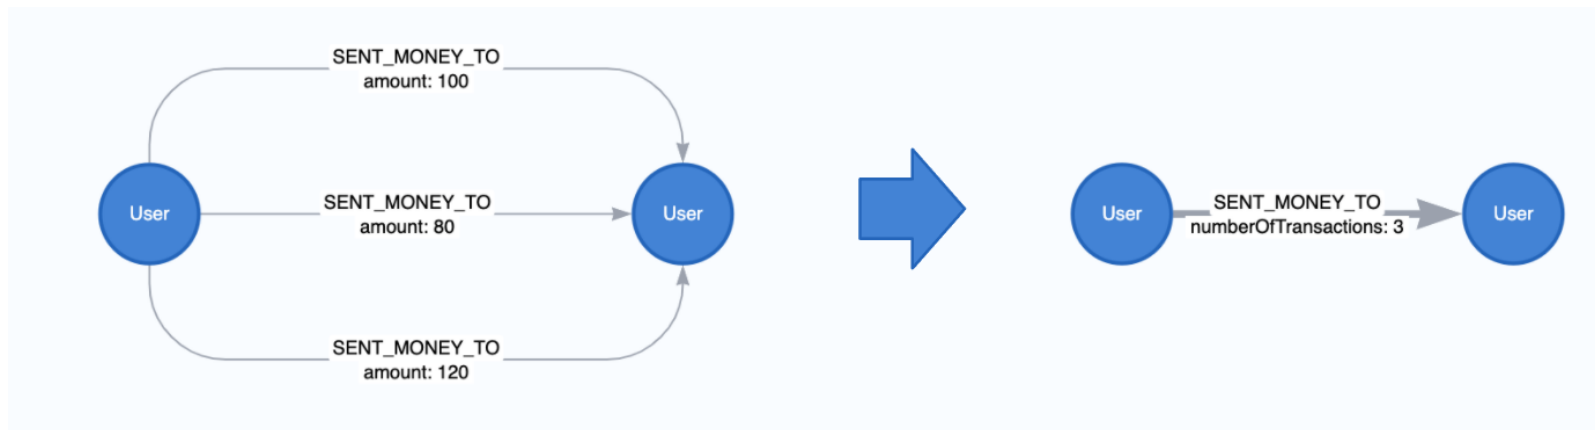 SENT_MONEY_TO
amount: 100
User
SENT_MONEY_TO
amount: 80
User
SENT_MONEY_TO
amount: 120
User
SENT_MONEY_TO
numberOfTransactions: 3
User